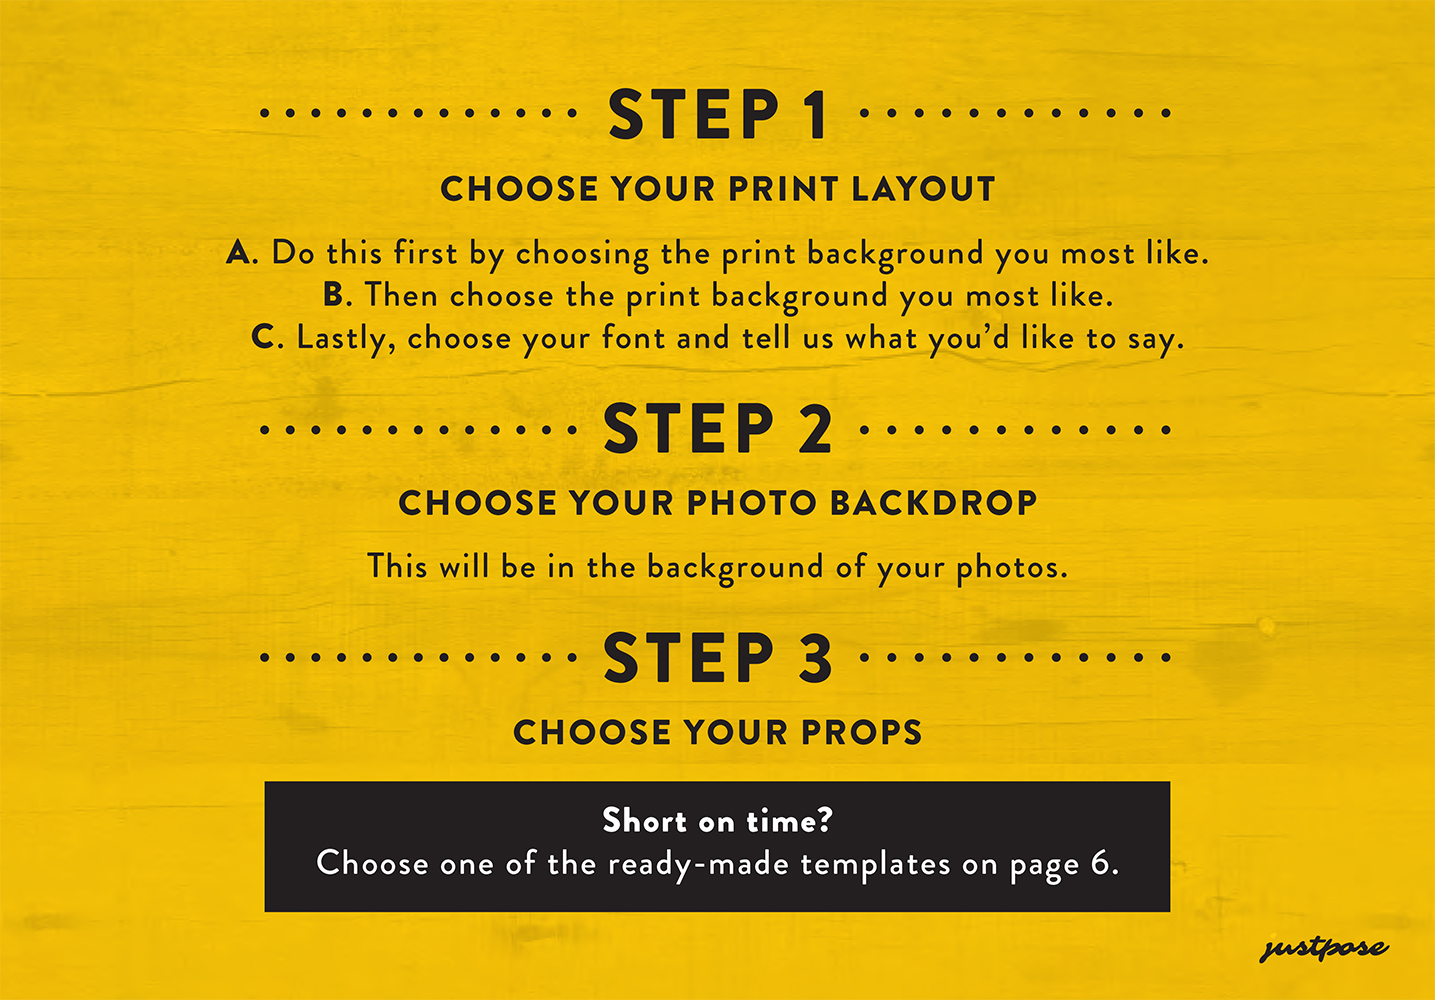 STEP 1
CHOOSE YOUR PRINT LAYOUT
A. Do this first by choosing the print background you most like.
B. Then choose the print background you most like.
C. Lastly, choose your font and tell us what you’d like to say.
STEP 2
CHOOSE YOUR PHOTO BACKDROP
This will be in the background of your photos.
STEP 3
CHOOSE YOUR PROPS
Short on time?
Choose one of the ready-made templates on page 6.
justpose